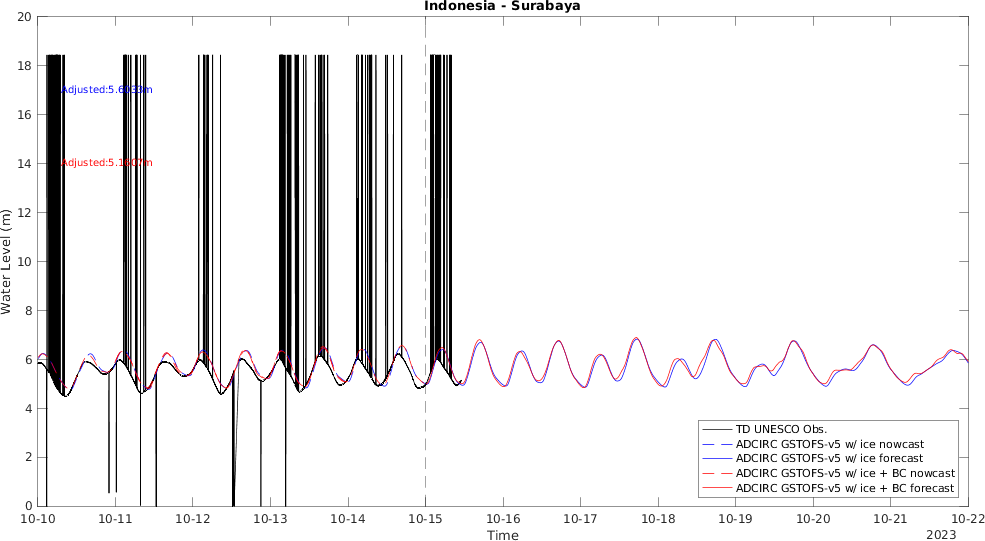 Indonesia - Surabaya
20
18
16
14
12
10
8
6
4
2
0
Water Level (m)
TD UNESCO Obs.
ADCIRC GSTOFS-v5 w/ ice nowcast
ADCIRC GSTOFS-v5 w/ ice forecast
ADCIRC GSTOFS-v5 w/ ice + BC nowcast
ADCIRC GSTOFS-v5 w/ ice + BC forecast
10-10 10-11 10-12 10-13 10-14 10-15 10-16 10-17 10-18 10-19 10-20 10-21 10-22
Time
2023